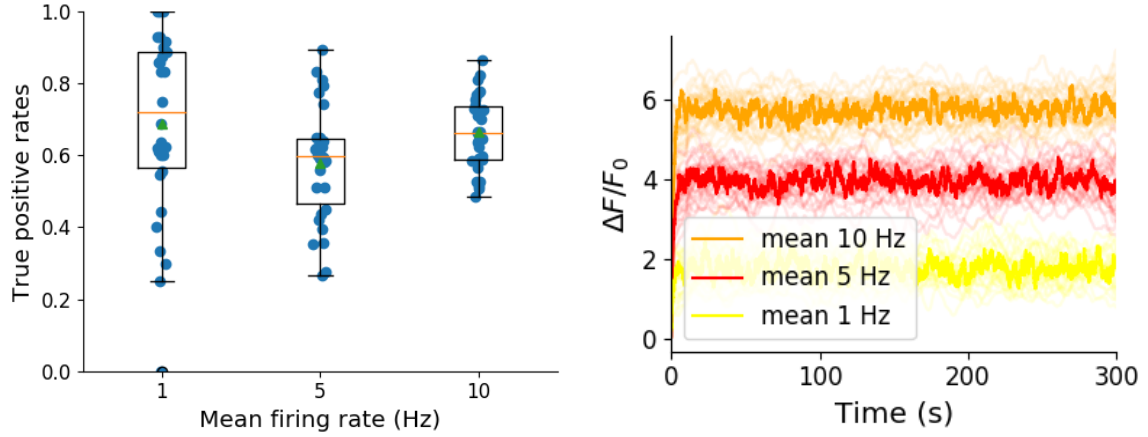 1.0
0.8
0.6
0.4
0.2
0.0
True positive rates
1 5 10
Mean firing rate (Hz)
6
4
2
0
ΔF/F₀
mean 10 Hz
mean 5 Hz
mean 1 Hz
0 100 200 300
Time (s)